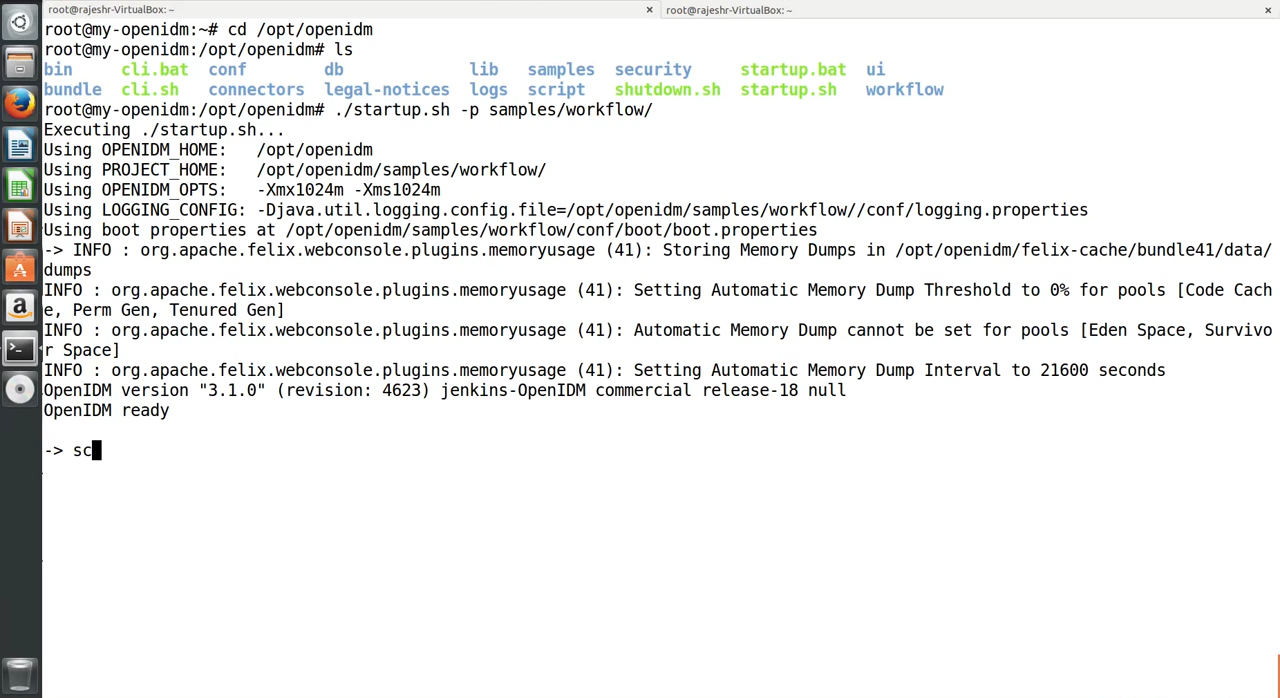 root@rajeshr-VirtualBox: ~ × root@rajeshr-VirtualBox: ~ ×
root@my-openidm:~# cd /opt/openidm
root@my-openidm:/opt/openidm# ls
bin cli.bat conf db lib samples security startup.bat ui
bundle cli.sh connectors legal-notices logs script shutdown.sh startup.sh workflow
root@my-openidm:/opt/openidm# ./startup.sh -p samples/workflow/
Executing ./startup.sh...
Using OPENIDM_HOME: /opt/openidm
Using PROJECT_HOME: /opt/openidm/samples/workflow/
Using OPENIDM_OPTS: -Xmx1024m -Xms1024m
Using LOGGING_CONFIG: -Djava.util.logging.config.file=/opt/openidm/samples/workflow//conf/logging.properties
Using boot properties at /opt/openidm/samples/workflow/conf/boot/boot.properties
-> INFO : org.apache.felix.webconsole.plugins.memoryusage (41): Storing Memory Dumps in /opt/openidm/felix-cache/bundle41/data/
dumps
INFO : org.apache.felix.webconsole.plugins.memoryusage (41): Setting Automatic Memory Dump Threshold to 0% for pools [Code Cach
e, Perm Gen, Tenured Gen]
INFO : org.apache.felix.webconsole.plugins.memoryusage (41): Automatic Memory Dump cannot be set for pools [Eden Space, Survivo
r Space]
INFO : org.apache.felix.webconsole.plugins.memoryusage (41): Setting Automatic Memory Dump Interval to 21600 seconds
OpenIDM version "3.1.0" (revision: 4623) jenkins-OpenIDM commercial release-18 null
OpenIDM ready
-> sc